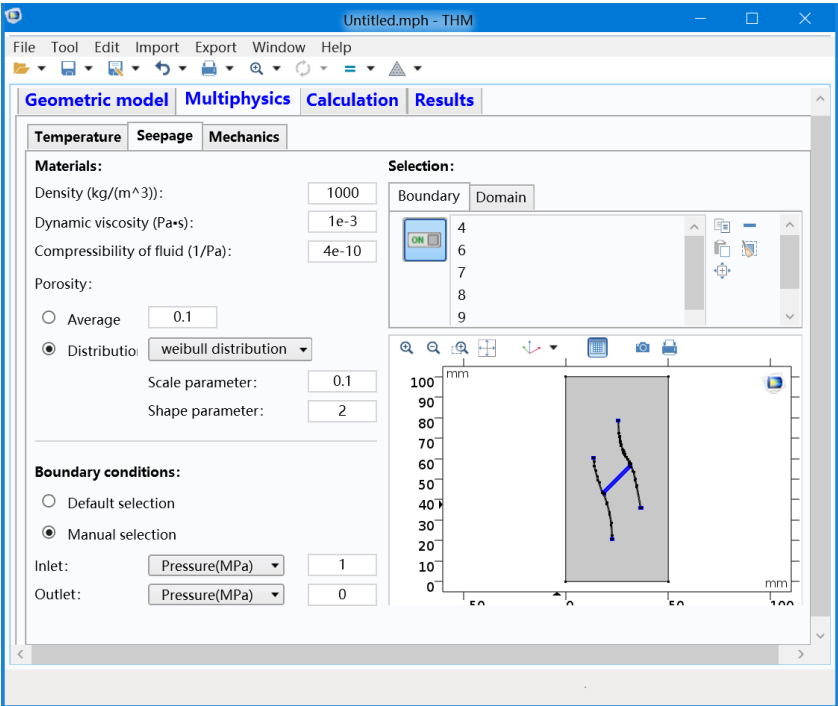 Untitled.mph - THM
File Tool Edit Import Export Window Help
Geometric model Multiphysics Calculation Results
Temperature Seepage Mechanics
Materials:
Density (kg/(m^3)): 1000
Dynamic viscosity (Pa•s): 1e-3
Compressibility of fluid (1/Pa): 4e-10
Porosity:
Average 0.1
Distributio weibull distribution
Scale parameter: 0.1
Shape parameter: 2
Boundary conditions:
Default selection
Manual selection
Inlet: Pressure(MPa) 1
Outlet: Pressure(MPa) 0
Selection:
Boundary Domain
ON
4
6
7
8
9
mm
100
90
80
70
60
50
40
30
20
10
0
mm
50 0 50 100